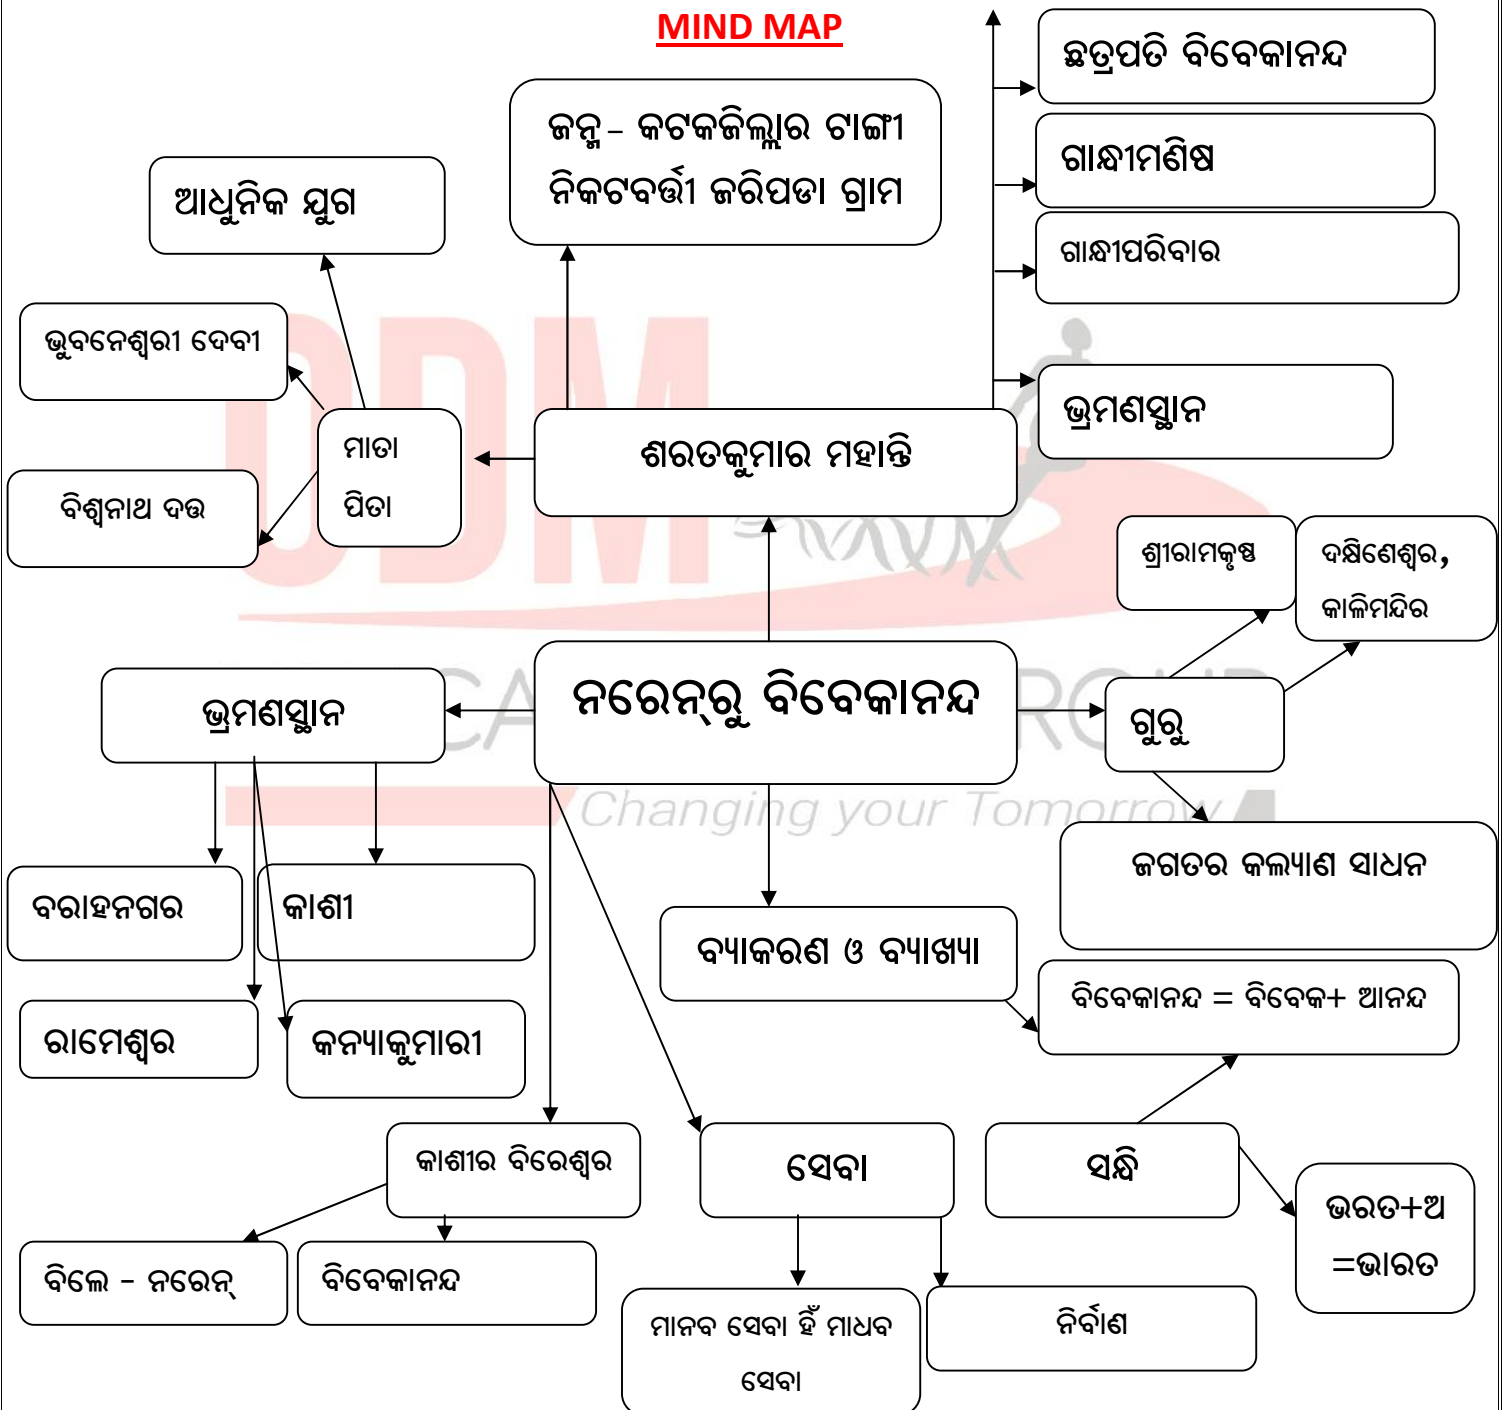 MIND MAP
ଛତ୍ରପତି ବିବେକାନନ୍ଦ
ଜନ୍ମ – କଟକଜିଲ୍ଲାର ଟାଙ୍ଗୀ
ନିକଟବର୍ତ୍ତୀ ଜରିପଡା ଗ୍ରାମ
ଗାନ୍ଧୀମଣିଷ
ଆଧୁନିକ ଯୁଗ
ଗାନ୍ଧୀପରିବାର
ଭୁବନେଶ୍ୱରୀ ଦେବୀ
ଭ୍ରମଣସ୍ଥାନ
ମାତା
ପିତା
ଶରତକୁମାର ମହାନ୍ତି
ବିଶ୍ୱନାଥ ଦତ୍ତ
ଶ୍ରୀରାମକୃଷ୍ଣ
ଦକ୍ଷିଣେଶ୍ୱର,
କାଳିମନ୍ଦିର
ODM
ନରେନ୍‌ରୁ ବିବେକାନନ୍ଦ
ଭ୍ରମଣସ୍ଥାନ
ଗୁରୁ
Changing your Tomorrow
ଜଗତର କଲ୍ୟାଣ ସାଧନ
ବରାହନଗର
କାଶୀ
ବ୍ୟାକରଣ ଓ ବ୍ୟାଖ୍ୟା
ବିବେକାନନ୍ଦ = ବିବେକ+ ଆନନ୍ଦ
ରାମେଶ୍ୱର
କନ୍ୟାକୁମାରୀ
କାଶୀର ବିରେଶ୍ୱର
ସେବା
ସନ୍ଧି
ଭରତ+ଅ
=ଭାରତ
ବିଲେ - ନରେନ୍
ବିବେକାନନ୍ଦ
ମାନବ ସେବା ହିଁ ମାଧବ
ସେବା
ନିର୍ବାଣ